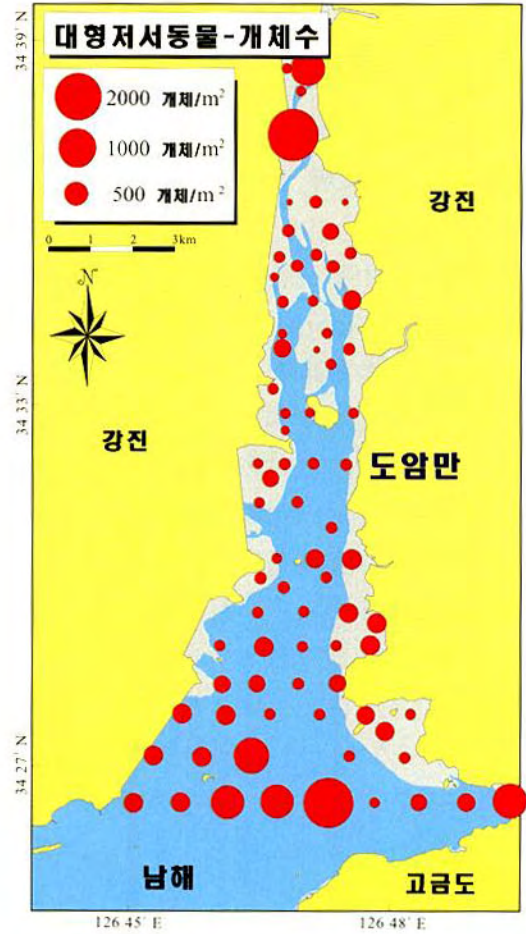 대형저서동물-개체수
2000 개체/m²
1000 개체/m²
500 개체/m²
0 1 2 3km
N
강진
강진
도암만
남해
고금도
34 39' N
34 33' N
34 27' N
126 45' E
126 48' E